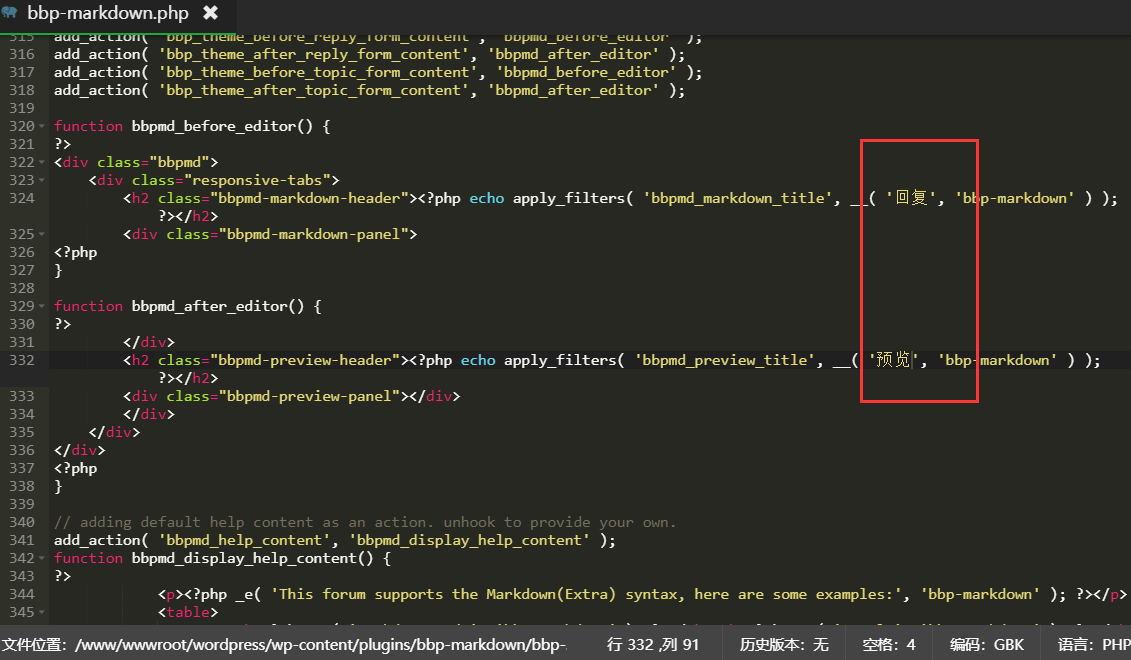 bbp-markdown.php ✖
315 add_action( 'bbp_theme_before_reply_form_content', 'bbpmd_before_editor' );
316 add_action( 'bbp_theme_after_reply_form_content', 'bbpmd_after_editor' );
317 add_action( 'bbp_theme_before_topic_form_content', 'bbpmd_before_editor' );
318 add_action( 'bbp_theme_after_topic_form_content', 'bbpmd_after_editor' );
319
320 function bbpmd_before_editor() {
321 ?>
322 <div class="bbpmd">
323 <div class="responsive-tabs">
324 <h2 class="bbpmd-markdown-header"><?php echo apply_filters( 'bbpmd_markdown_title', __( '回复', 'bbp-markdown' ) );
?></h2>
325 <div class="bbpmd-markdown-panel">
326 <?php
327 }
328
329 function bbpmd_after_editor() {
330 ?>
331 </div>
332 <h2 class="bbpmd-preview-header"><?php echo apply_filters( 'bbpmd_preview_title', __( '预览', 'bbp-markdown' ) );
?></h2>
333 <div class="bbpmd-preview-panel"></div>
334 </div>
335 </div>
336 </div>
337 <?php
338 }
339
340 // adding default help content as an action. unhook to provide your own.
341 add_action( 'bbpmd_help_content', 'bbpmd_display_help_content' );
342 function bbpmd_display_help_content() {
343 ?>
344 <p><?php _e( 'This forum supports the Markdown(Extra) syntax, here are some examples:', 'bbp-markdown' ); ?></p>
345 <table>
文件位置: /www/wwwroot/wordpress/wp-content/plugins/bbp-markdown/bbp- 行 332 ,列 91 历史版本: 无 空格: 4 编码: GBK 语言: PHP